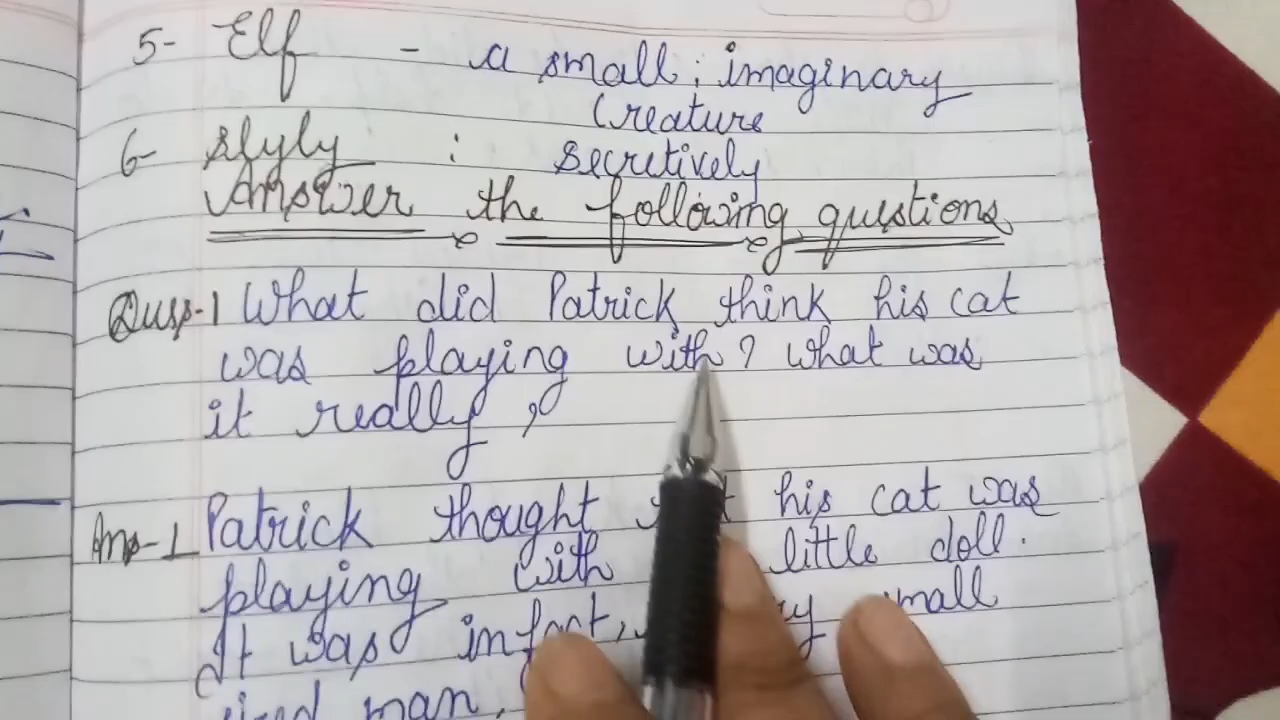 5- Elf - a small; imaginary
Creature
6- Slyly : Secretively
Answer the following questions
Ques-1 What did Patrick think his cat
was playing with? What was
it really,
Ans-1 Patrick thought his cat was
playing with little doll.
It was infact, small
sized man.